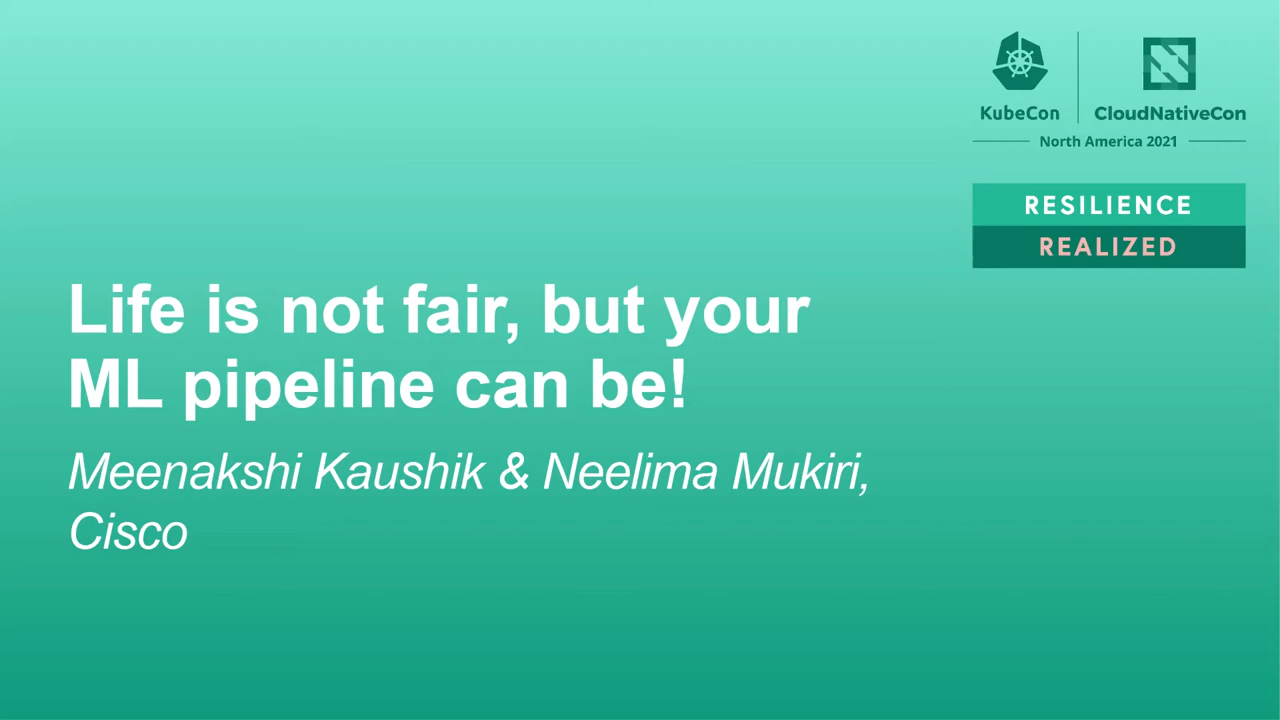 KubeCon
CloudNativeCon
North America 2021
RESILIENCE
REALIZED
Life is not fair, but your
ML pipeline can be!
Meenakshi Kaushik & Neelima Mukiri,
Cisco